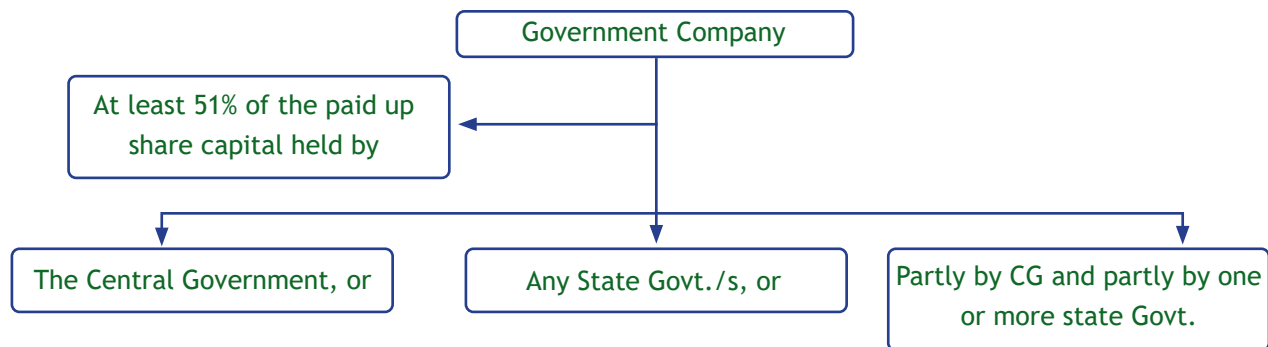 Government Company
At least 51% of the paid up
share capital held by
The Central Government, or
Any State Govt./s, or
Partly by CG and partly by one
or more state Govt.